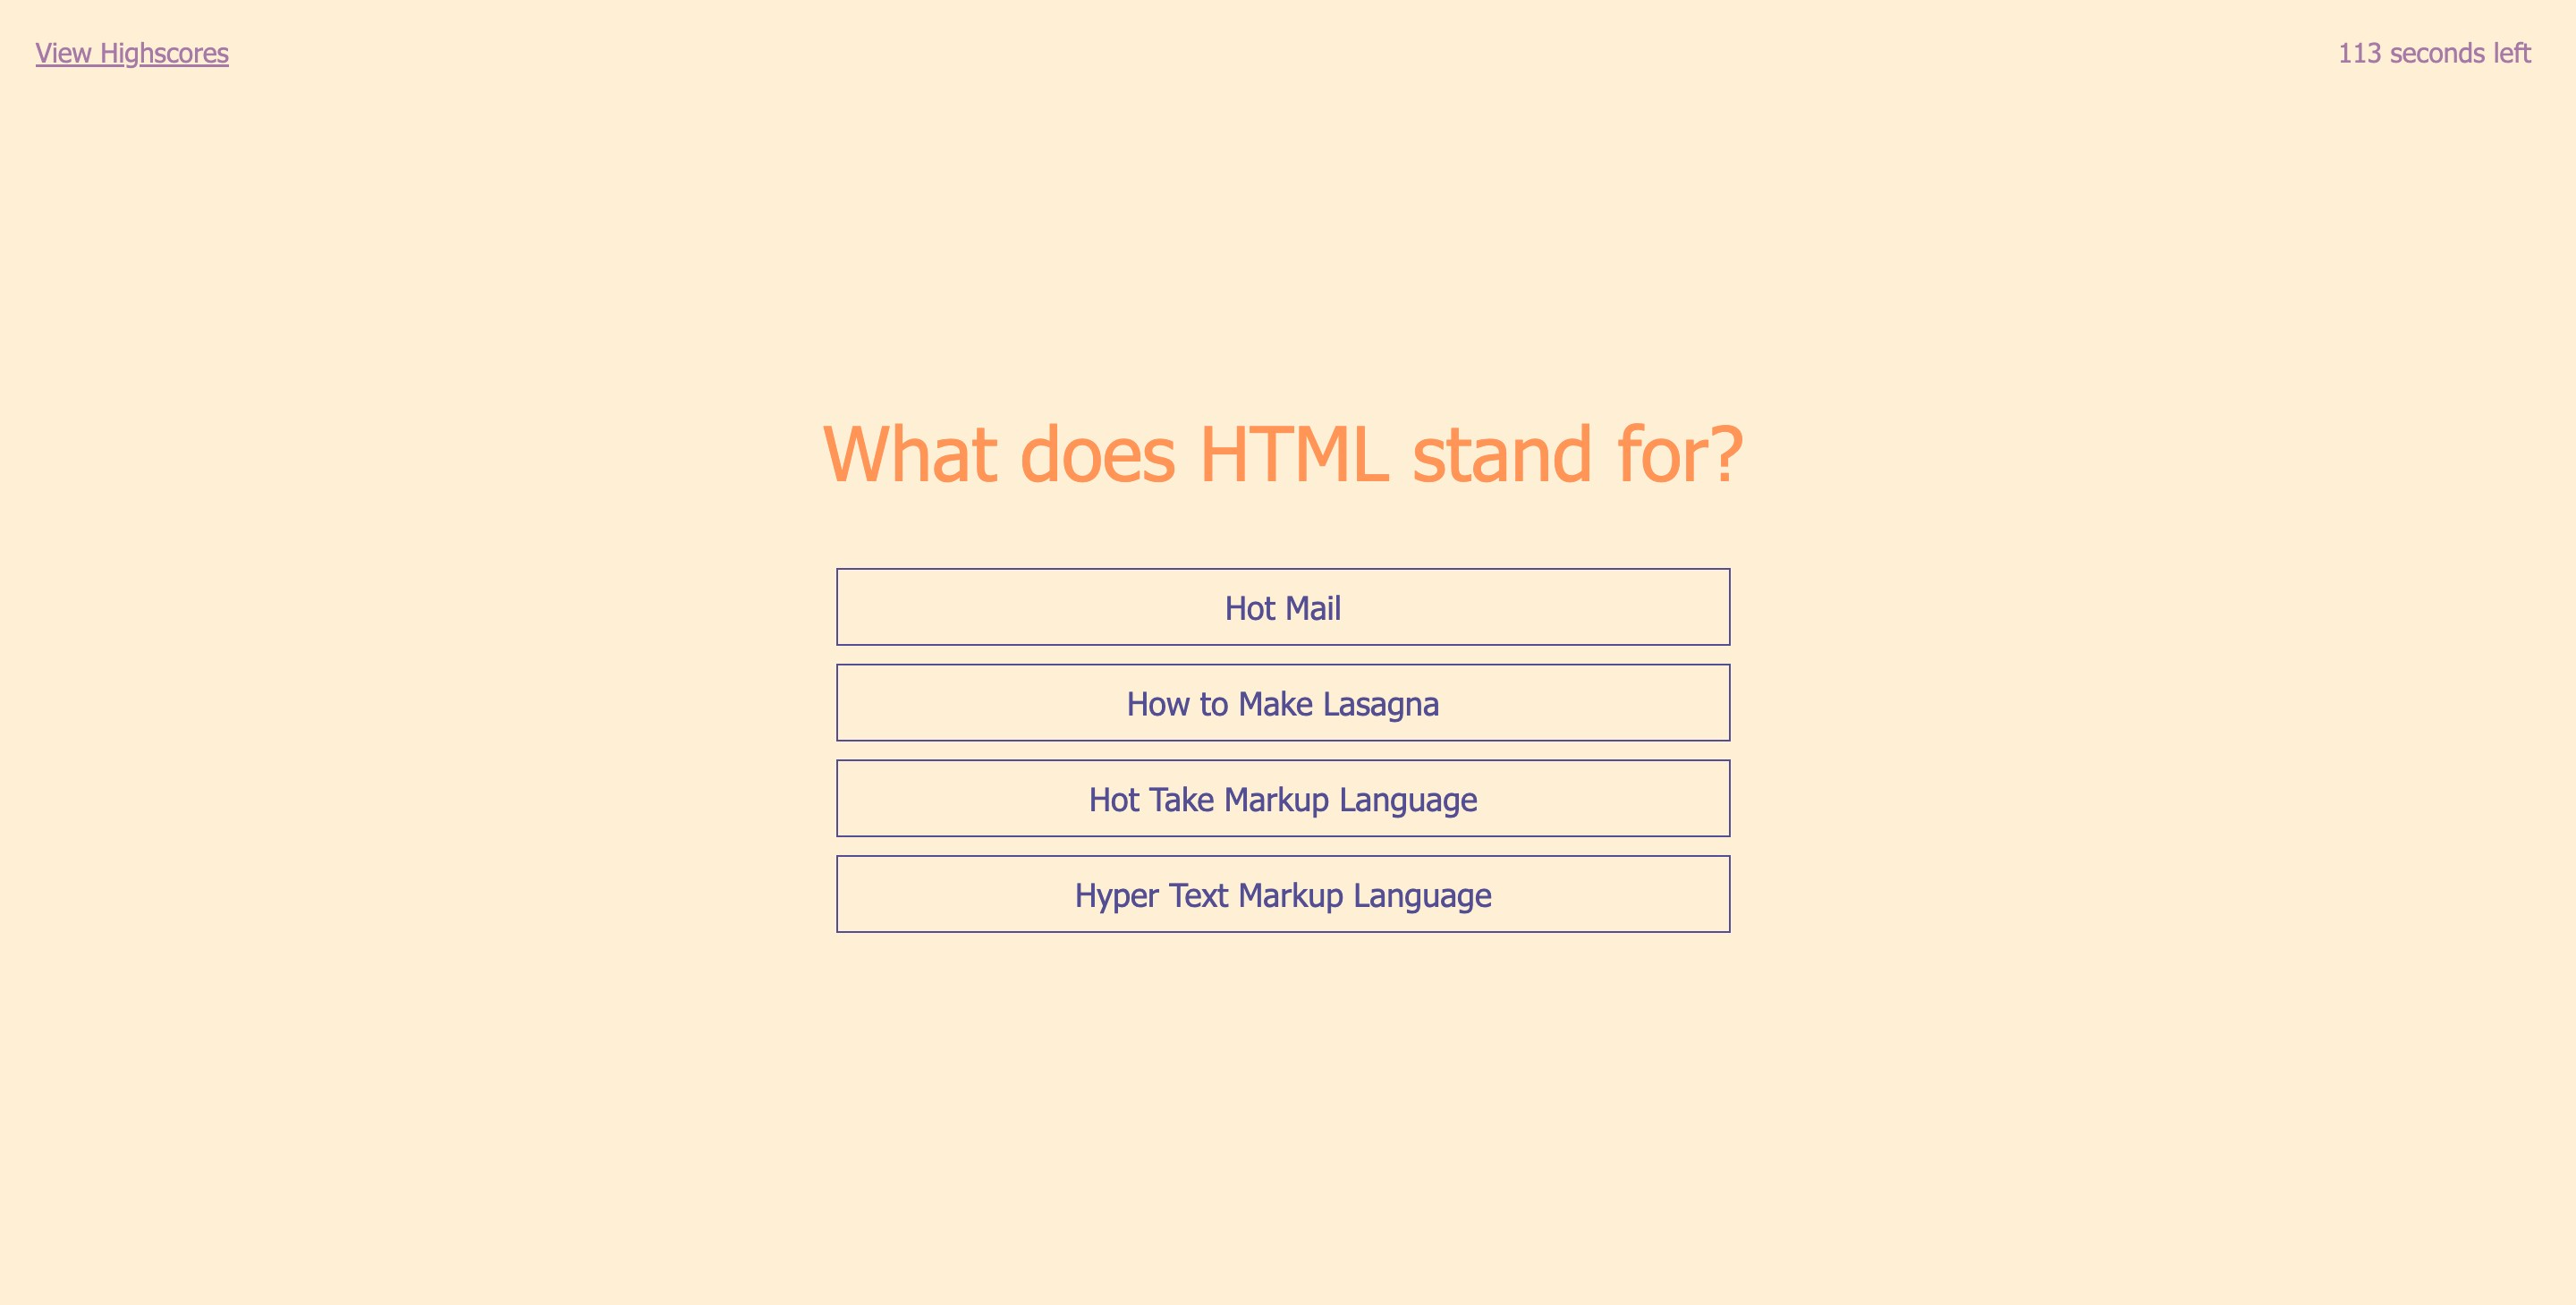 View Highscores
113 seconds left
What does HTML stand for?
Hot Mail
How to Make Lasagna
Hot Take Markup Language
Hyper Text Markup Language